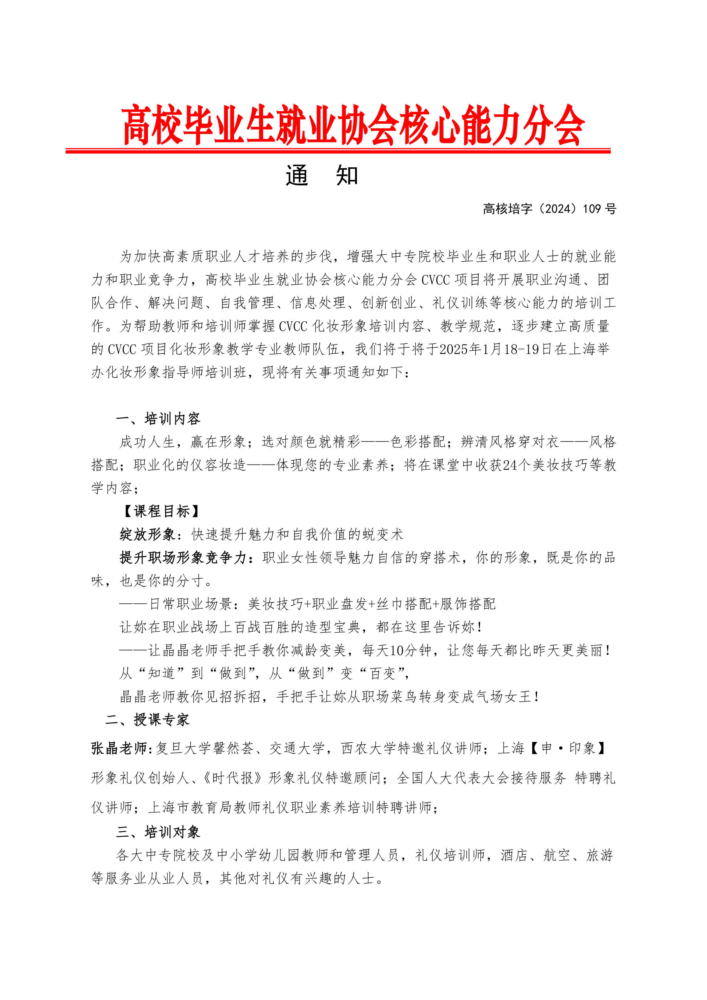 高校毕业生就业协会核心能力分会
通 知
高核培字（2024）109 号
为加快高素质职业人才培养的步伐，增强大中专院校毕业生和职业人士的就业能
力和职业竞争力，高校毕业生就业协会核心能力分会 CVCC 项目将开展职业沟通、团
队合作、解决问题、自我管理、信息处理、创新创业、礼仪训练等核心能力的培训工
作。为帮助教师和培训师掌握 CVCC 化妆形象培训内容、教学规范，逐步建立高质量
的 CVCC 项目化妆形象教学专业教师队伍，我们将于将于2025年1月18-19日在上海举
办化妆形象指导师培训班，现将有关事项通知如下：
一、培训内容
成功人生，赢在形象；选对颜色就精彩——色彩搭配；辨清风格穿对衣——风格
搭配；职业化的仪容妆造——体现您的专业素养；将在课堂中收获24个美妆技巧等教
学内容；
【课程目标】
绽放形象：快速提升魅力和自我价值的蜕变术
提升职场形象竞争力：职业女性领导魅力自信的穿搭术，你的形象，既是你的品
味，也是你的分寸。
——日常职业场景：美妆技巧+职业盘发+丝巾搭配+服饰搭配
让妳在职业战场上百战百胜的造型宝典，都在这里告诉妳！
——让晶晶老师手把手教你减龄变美，每天10分钟，让您每天都比昨天更美丽！
从“知道”到“做到”，从“做到”变“百变”，
晶晶老师教你见招拆招，手把手让妳从职场菜鸟转身变成气场女王！
二、授课专家
张晶老师：复旦大学馨然荟、交通大学，西农大学特邀礼仪讲师；上海【申·印象】
形象礼仪创始人、《时代报》形象礼仪特邀顾问；全国人大代表大会接待服务 特聘礼
仪讲师；上海市教育局教师礼仪职业素养培训特聘讲师；
三、培训对象
各大中专院校及中小学幼儿园教师和管理人员，礼仪培训师，酒店、航空、旅游
等服务业从业人员，其他对礼仪有兴趣的人士。